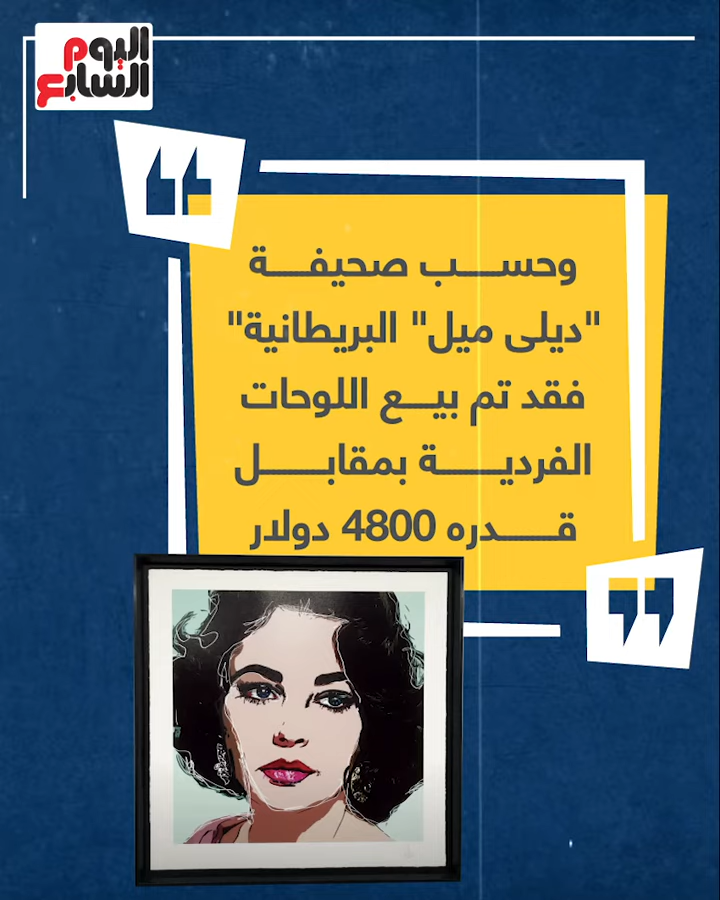 اليوم
السابع
وحسب صحيفة
"ديلى ميل" البريطانية"
فقد تم بيع اللوحات
الفردية بمقابل
قدره 4800 دولار